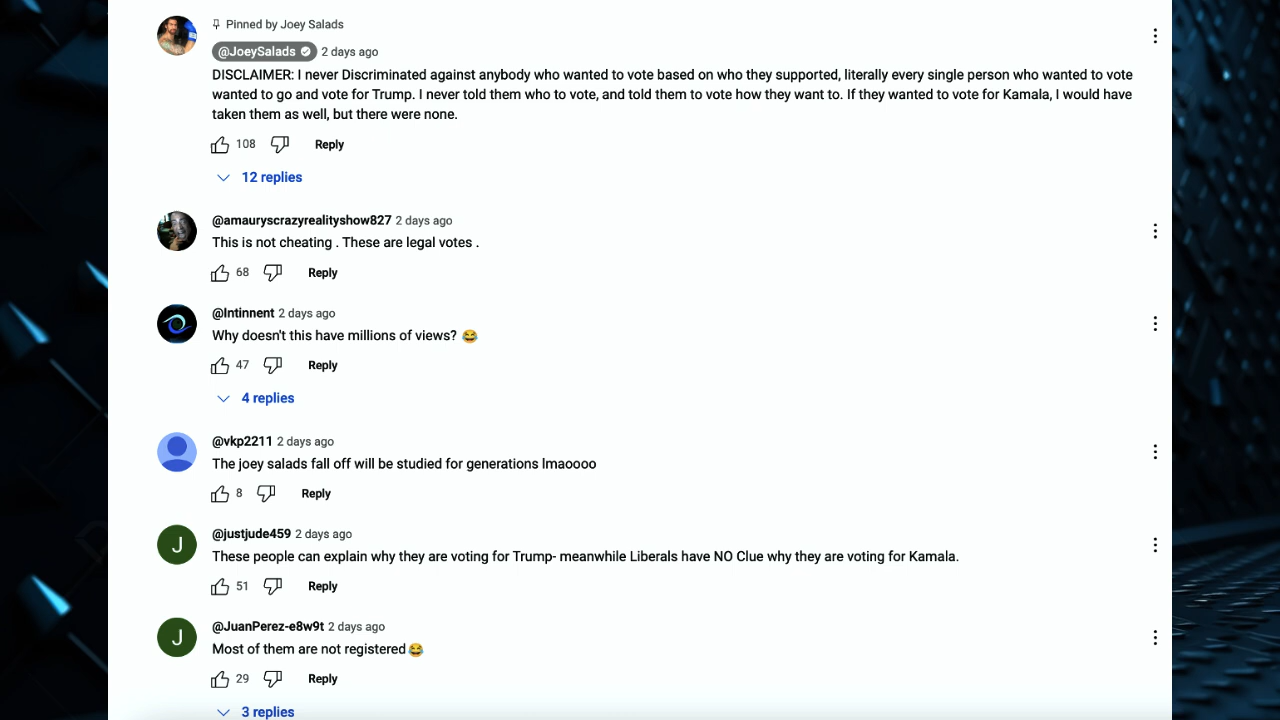 Pinned by Joey Salads
@JoeySalads 2 days ago
DISCLAIMER: I never Discriminated against anybody who wanted to vote based on who they supported, literally every single person who wanted to vote
wanted to go and vote for Trump. I never told them who to vote, and told them to vote how they want to. If they wanted to vote for Kamala, I would have
taken them as well, but there were none.
108 Reply
12 replies
@amauryscrazyrealityshow827 2 days ago
This is not cheating . These are legal votes .
68 Reply
@Intinnent 2 days ago
Why doesn't this have millions of views? 😂
47 Reply
4 replies
@vkp2211 2 days ago
The joey salads fall off will be studied for generations lmaoooo
8 Reply
J
@justjude459 2 days ago
These people can explain why they are voting for Trump- meanwhile Liberals have NO Clue why they are voting for Kamala.
51 Reply
J
@JuanPerez-e8w9t 2 days ago
Most of them are not registered😂
29 Reply
3 replies